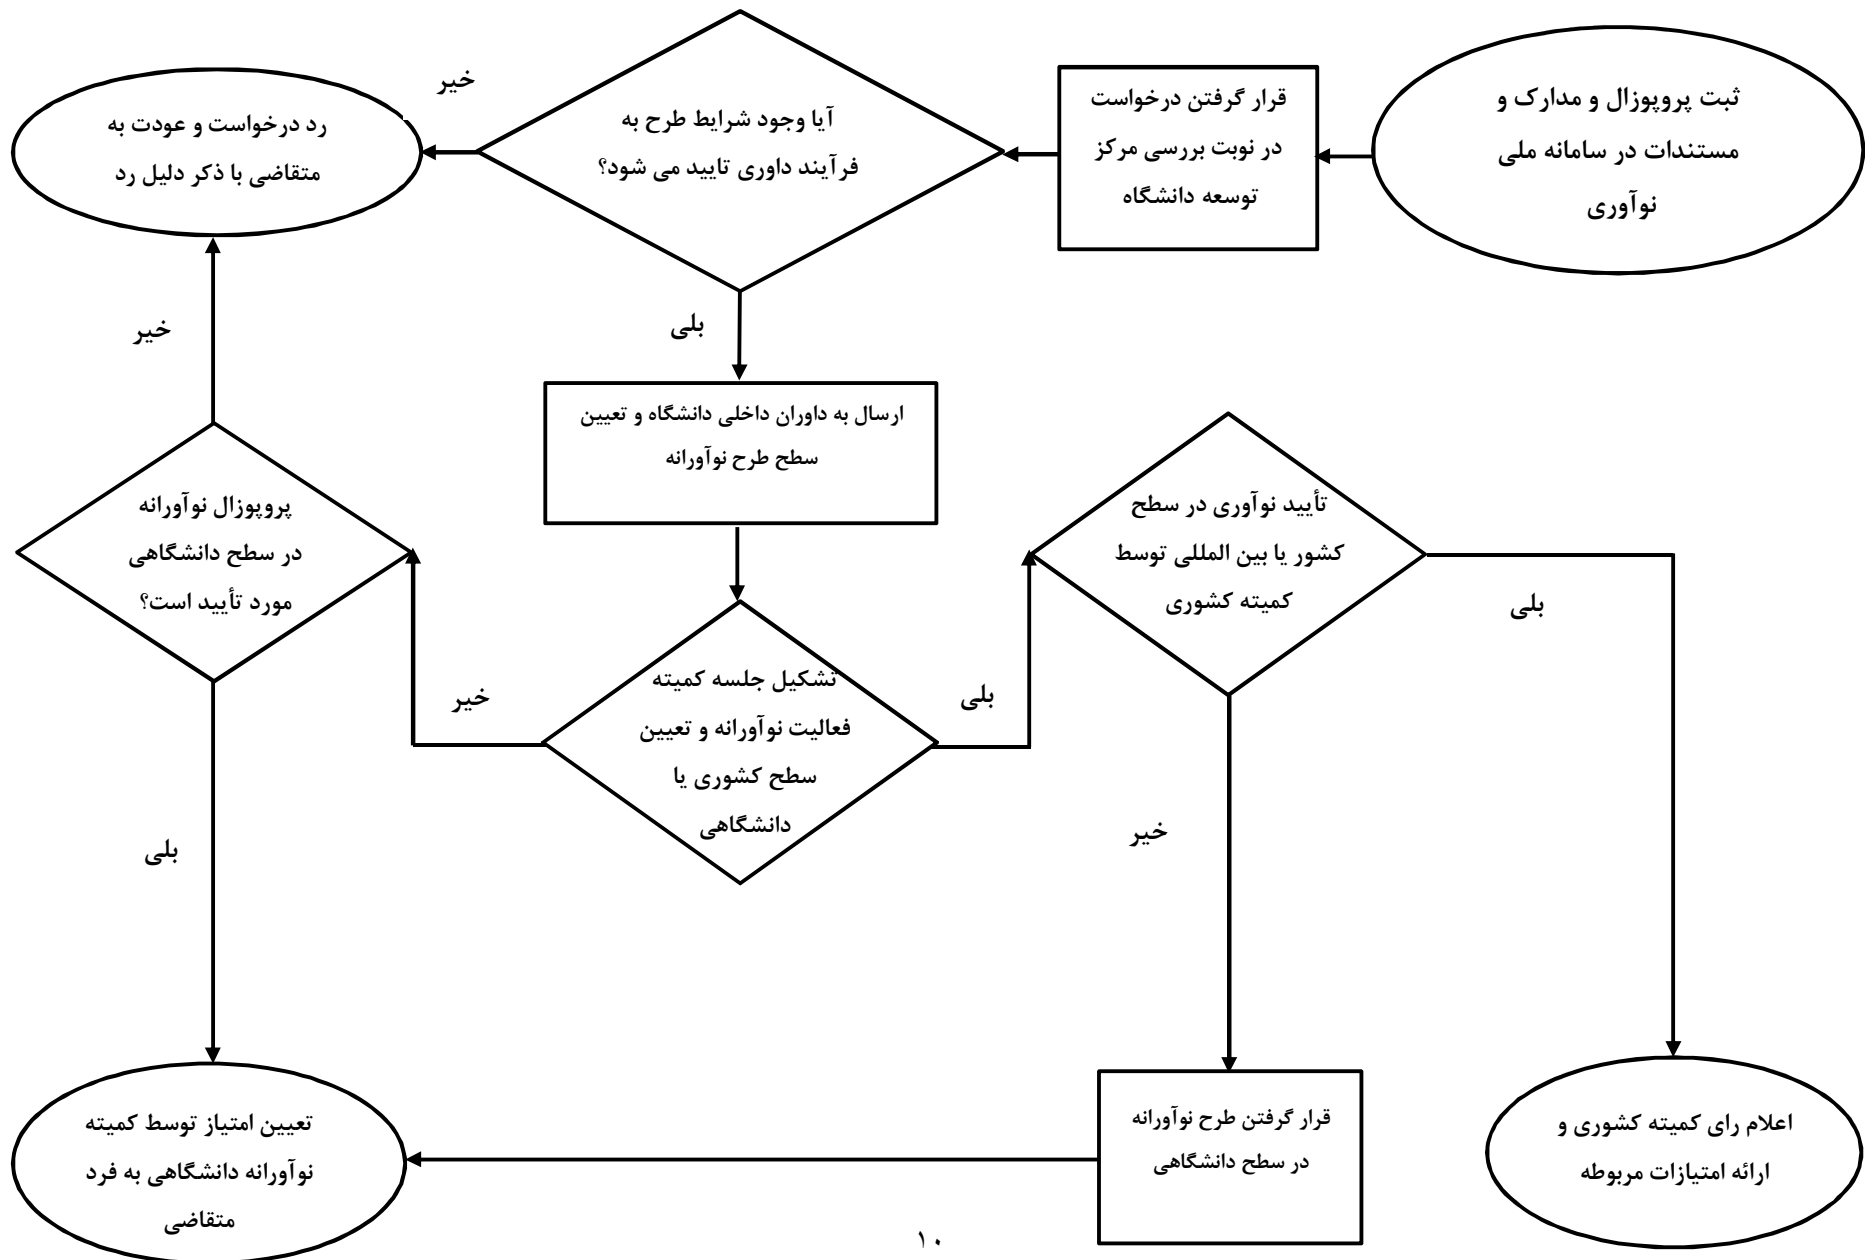 ثبت پروپوزال و مدارک و
مستندات در سامانه ملی
نوآوری
قرار گرفتن درخواست
در نوبت بررسی مرکز
توسعه دانشگاه
آیا وجود شرایط طرح به
فرآیند داوری تایید می شود؟
خیر
رد درخواست و عودت به
متقاضی با ذکر دلیل رد
بلی
خیر
ارسال به داوران داخلی دانشگاه و تعیین
سطح طرح نوآورانه
تأیید نوآوری در سطح
کشور یا بین المللی توسط
کمیته کشوری
پروپوزال نوآورانه
در سطح دانشگاهی
مورد تأیید است؟
بلی
تشکیل جلسه کمیته
فعالیت نوآورانه و تعیین
سطح کشوری یا
دانشگاهی
بلی
خیر
خیر
بلی
اعلام رای کمیته کشوری و
ارائه امتیازات مربوطه
قرار گرفتن طرح نوآورانه
در سطح دانشگاهی
تعیین امتیاز توسط کمیته
نوآورانه دانشگاهی به فرد
متقاضی
۱۰